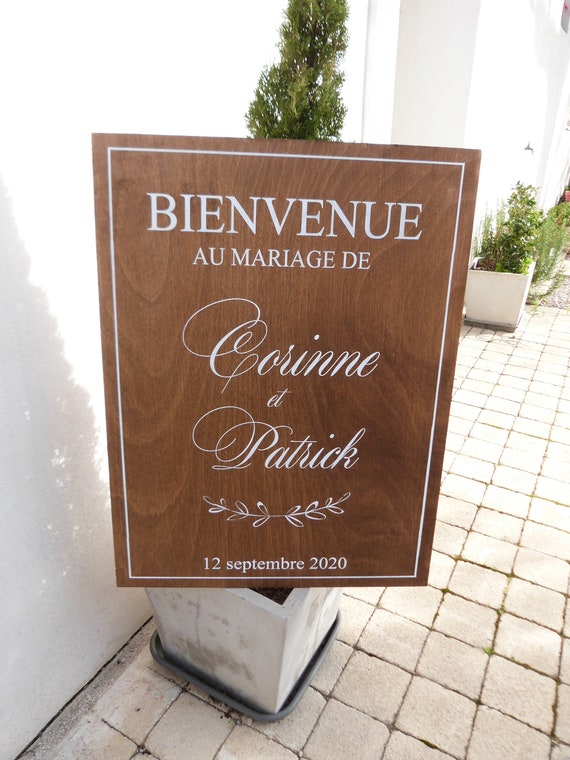 BIENVENUE
AU MARIAGE DE
Corinne
et
Patrick
12 septembre 2020